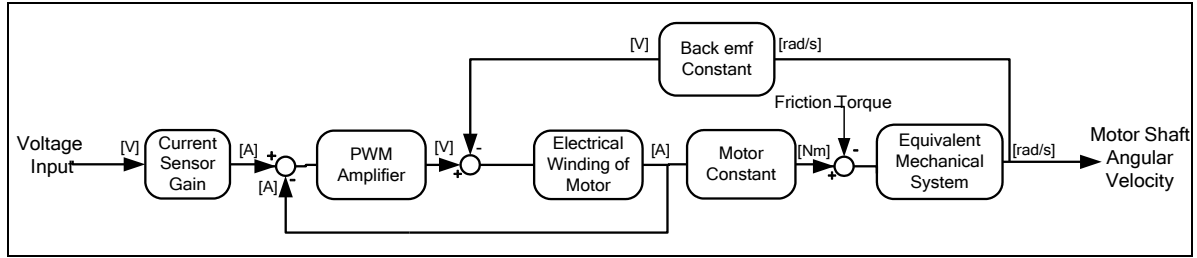 [V]
Back emf
Constant
[rad/s]
Friction Torque
Voltage
Input
[V]
Current
Sensor
Gain
[A]
+
-
[A]
PWM
Amplifier
[V]
-
+
Electrical
Winding of
Motor
[A]
Motor
Constant
[Nm]
-
+
Equivalent
Mechanical
System
[rad/s]
Motor Shaft
Angular
Velocity